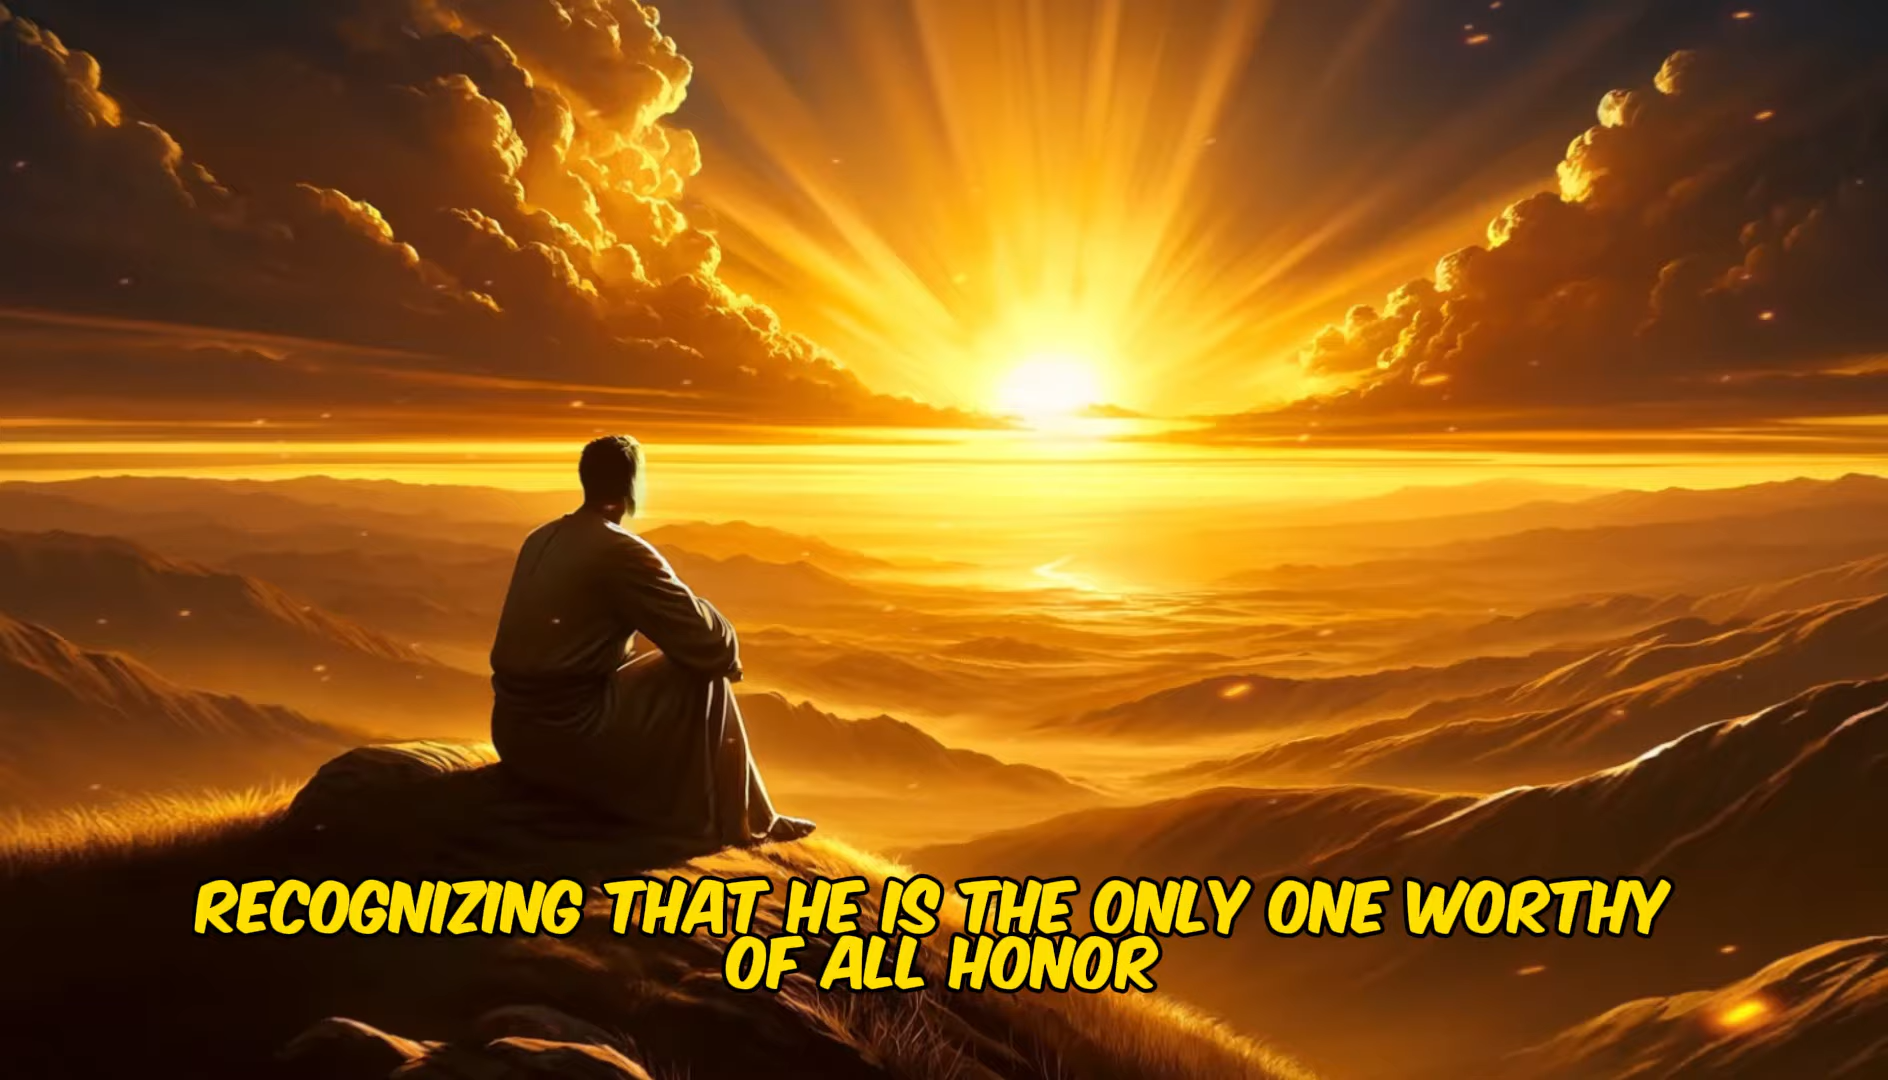 RECOGNIZING THAT HE IS THE ONLY ONE WORTHY
OF ALL HONOR